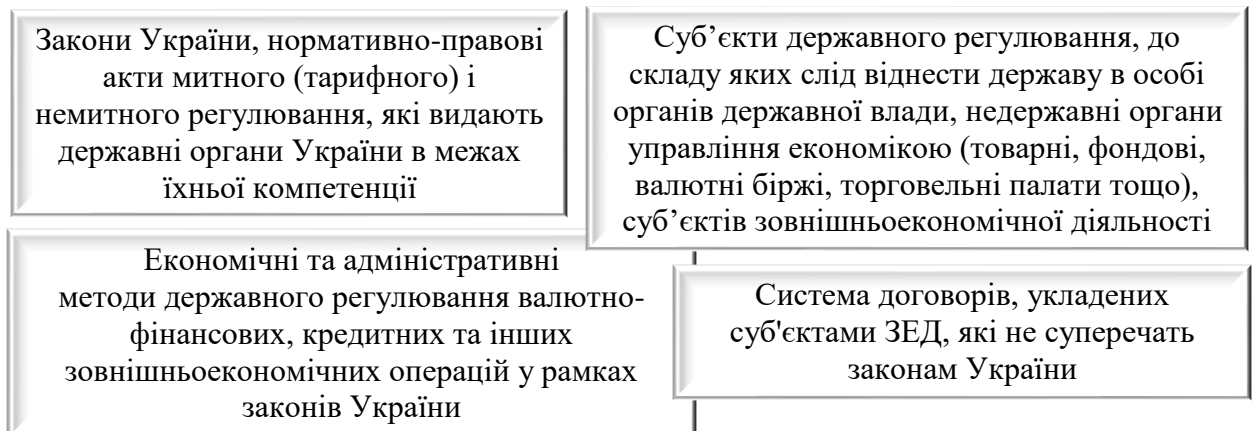 Закони України, нормативно-правові
акти митного (тарифного) і
немитного регулювання, які видають
державні органи України в межах
їхньої компетенції
Суб’єкти державного регулювання, до
складу яких слід віднести державу в особі
органів державної влади, недержавні органи
управління економікою (товарні, фондові,
валютні біржі, торговельні палати тощо),
суб’єктів зовнішньоекономічної діяльності
Економічні та адміністративні
методи державного регулювання валютно-
фінансових, кредитних та інших
зовнішньоекономічних операцій у рамках
законів України
Система договорів, укладених
суб'єктами ЗЕД, які не суперечать
законам України